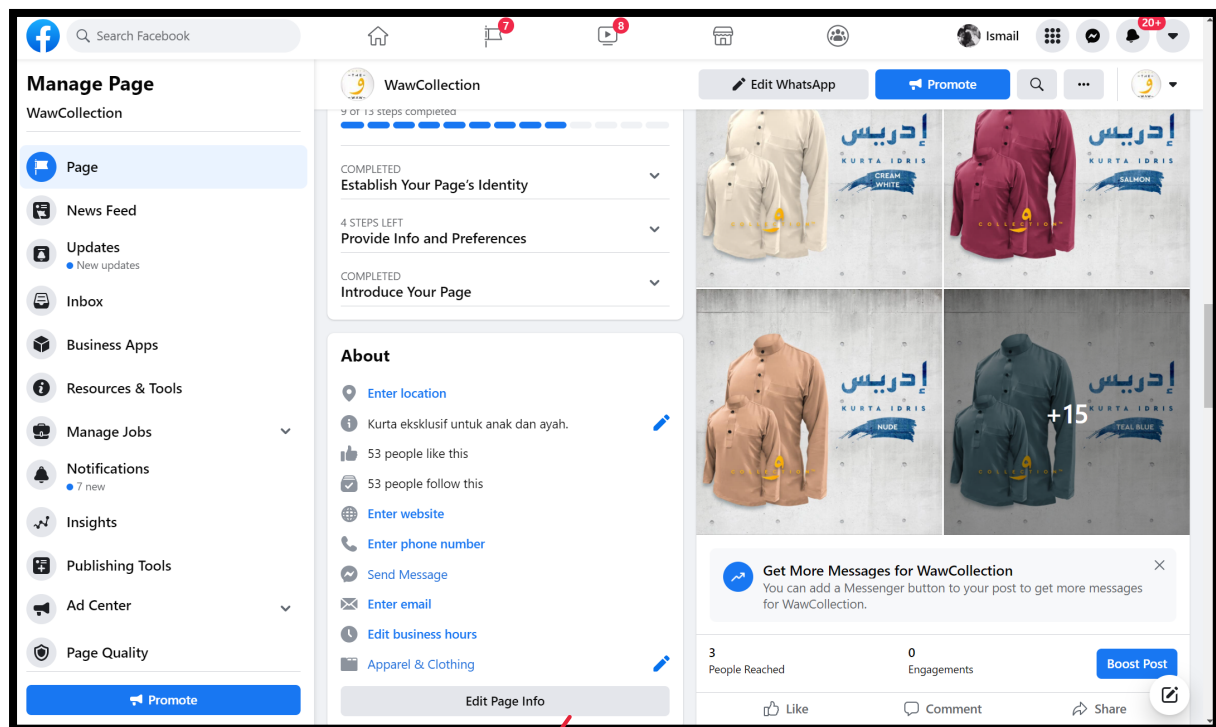 Search Facebook
7
8
Ismail
20+
Manage Page
WawCollection
Page
News Feed
Updates
New updates
Inbox
Business Apps
Resources & Tools
Manage Jobs
Notifications
7 new
Insights
Publishing Tools
Ad Center
Page Quality
Promote
WawCollection
Edit WhatsApp
Promote
9 of 13 steps completed
COMPLETED
Establish Your Page's Identity
4 STEPS LEFT
Provide Info and Preferences
COMPLETED
Introduce Your Page
About
Enter location
Kurta eksklusif untuk anak dan ayah.
53 people like this
53 people follow this
Enter website
Enter phone number
Send Message
Enter email
Edit business hours
Apparel & Clothing
Edit Page Info
إدريس
KURTA IDRIS
CREAM
WHITE
و
COLLECTION
إدريس
KURTA IDRIS
SALMON
و
COLLECTION
إدريس
KURTA IDRIS
NUDE
و
COLLECTION
إدريس
KURTA IDRIS
TEAL BLUE
+15
و
COLLECTION
Get More Messages for WawCollection
You can add a Messenger button to your post to get more messages
for WawCollection.
3
People Reached
0
Engagements
Boost Post
Like
Comment
Share